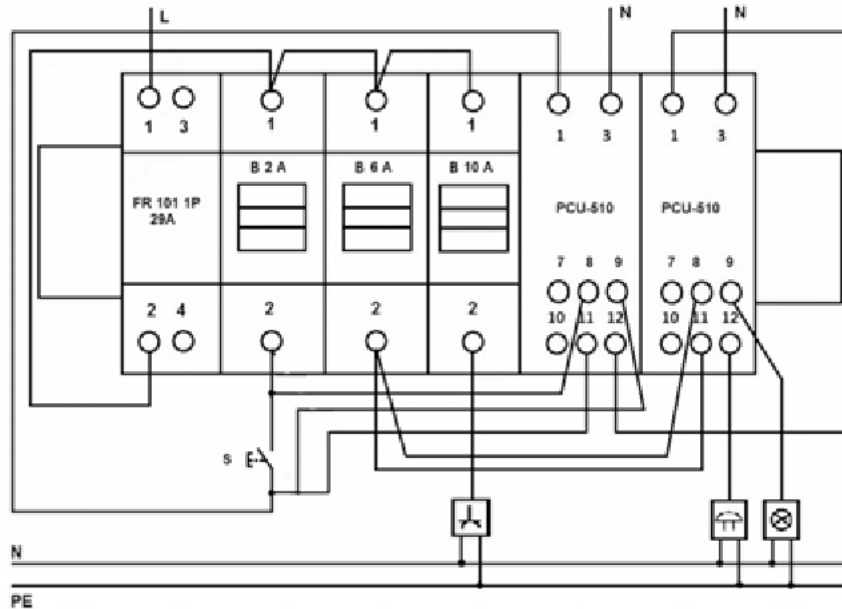 L N N
1 3 1 1 1 1 3 1 3
B 2 A B 6 A B 10 A
FR 101 1P
29A
PCU-510 PCU-510
7 8 9 7 8 9
2 4 2 2 2 10 11 12 10 11 12
S
N
PE